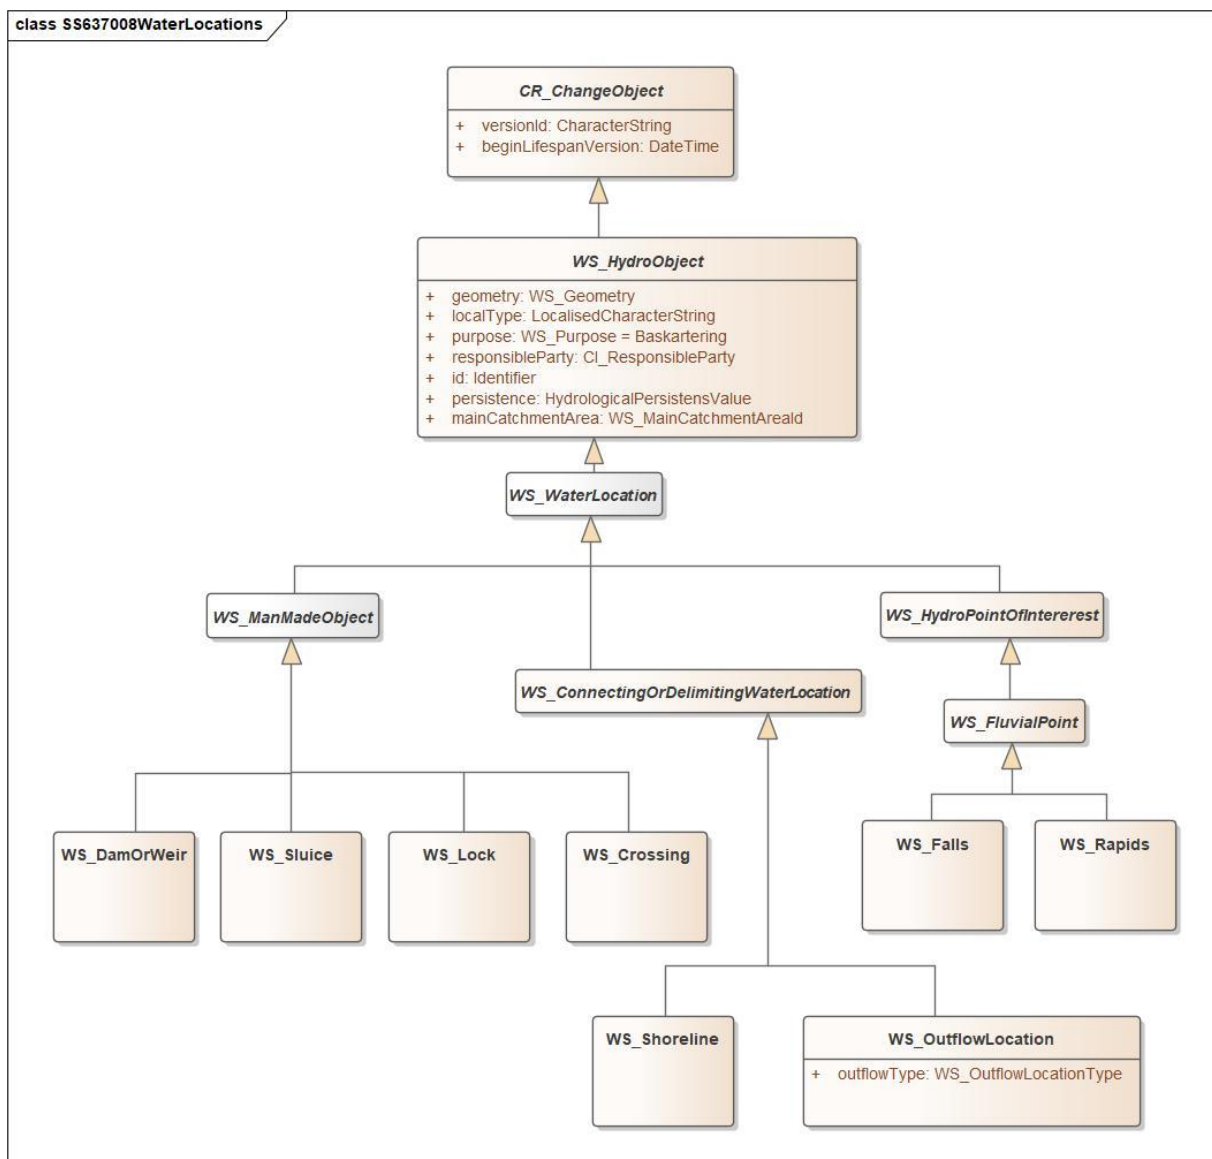 class SS637008WaterLocations
CR_ChangeObject
+ versionId: CharacterString
+ beginLifespanVersion: DateTime
WS_HydroObject
+ geometry: WS_Geometry
+ localType: LocalisedCharacterString
+ purpose: WS_Purpose = Baskartering
+ responsibleParty: CI_ResponsibleParty
+ id: Identifier
+ persistence: HydrologicalPersistensValue
+ mainCatchmentArea: WS_MainCatchmentAreaId
WS_WaterLocation
WS_ManMadeObject
WS_HydroPointOfIntererest
WS_ConnectingOrDelimitingWaterLocation
WS_FluvialPoint
WS_DamOrWeir
WS_Sluice
WS_Lock
WS_Crossing
WS_Falls
WS_Rapids
WS_Shoreline
WS_OutflowLocation
+ outflowType: WS_OutflowLocationType